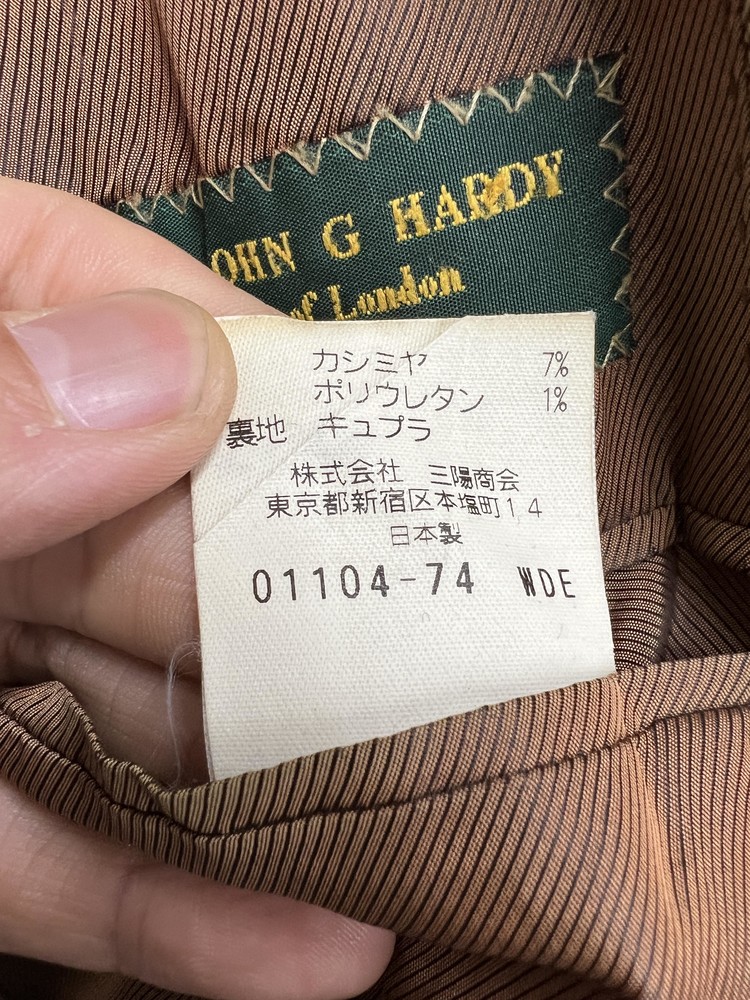 OHN G HARDY
of London
カシミヤ 7%
ポリウレタン 1%
裏地 キュプラ
株式会社 三陽商会
東京都新宿区本塩町14
日本製
01104-74 WDE